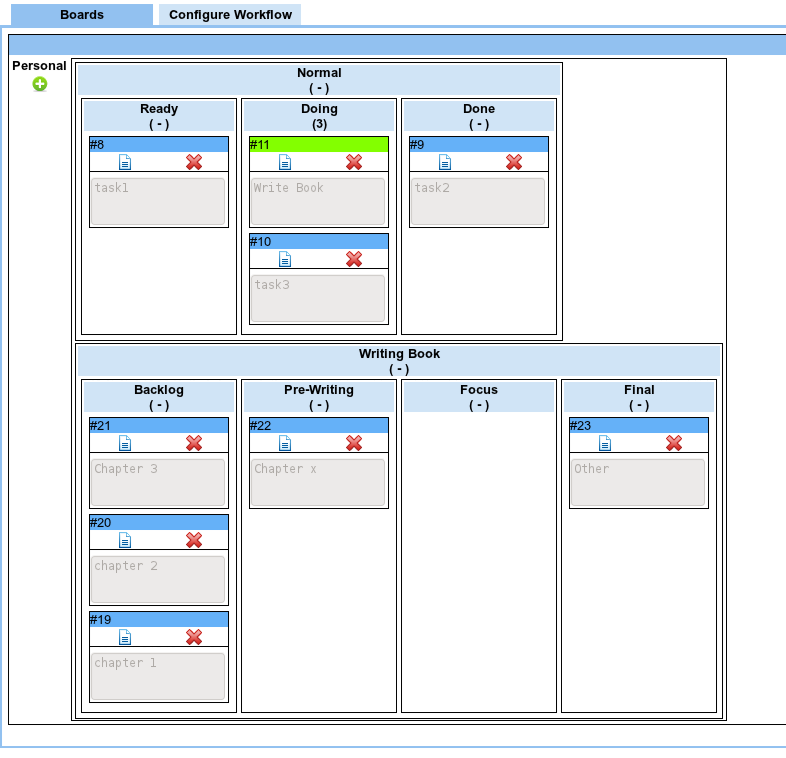 Boards
Configure Workflow
Personal
Normal
( - )
Ready
( - )
Doing
(3)
Done
( - )
#8
task1
#11
Write Book
#10
task3
#9
task2
Writing Book
( - )
Backlog
( - )
Pre-Writing
( - )
Focus
( - )
Final
( - )
#21
Chapter 3
#20
chapter 2
#19
chapter 1
#22
Chapter x
#23
Other